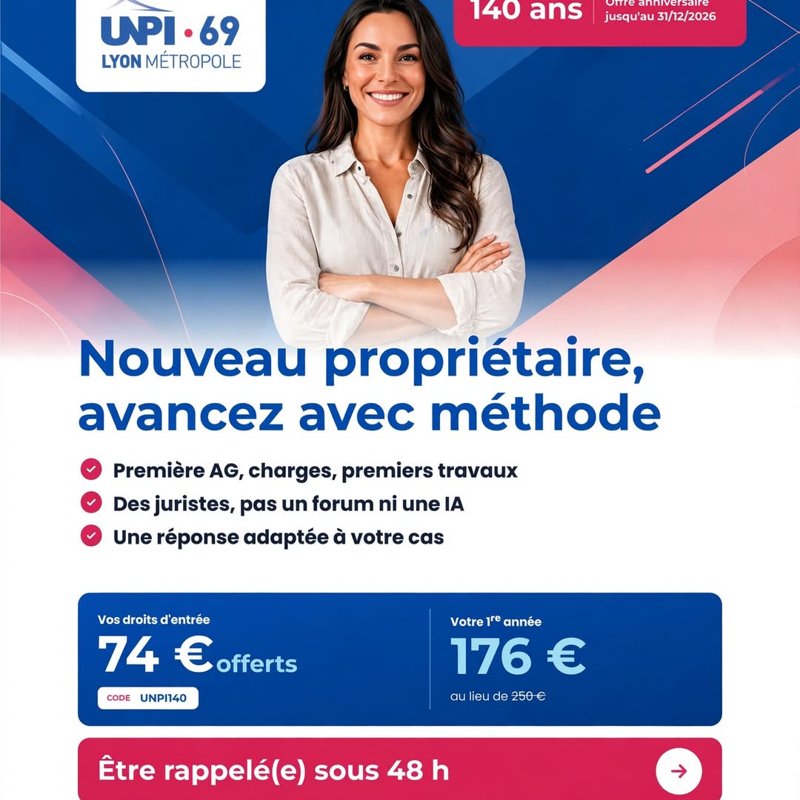 UNPI • 69
LYON MÉTROPOLE
140 ans
Offre anniversaire
jusqu'au 31/12/2026
Nouveau propriétaire,
avancez avec méthode
Première AG, charges, premiers travaux
Des juristes, pas un forum ni une IA
Une réponse adaptée à votre cas
Vos droits d'entrée
74 € offerts
CODE UNPI140
Votre 1re année
176 €
au lieu de 250 €
Être rappelé(e) sous 48 h